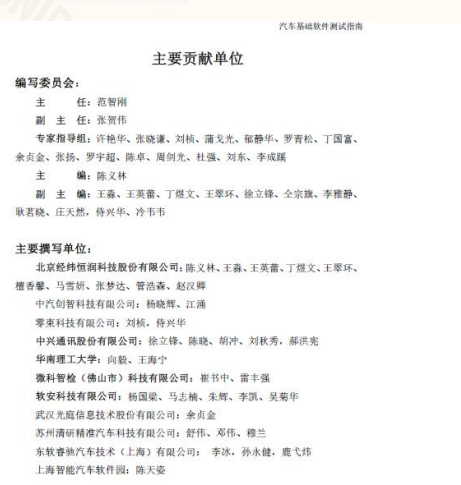 汽车基础软件测试指南
主要贡献单位
编写委员会:
主 任: 范智刚
副 主 任: 张贺伟
专家指导组: 许艳华、张晓谦、刘桢、蒲戈光、郁静华、罗青松、丁国富、
余贞金、张扬、罗宇超、陈卓、周剑光、杜强、刘东、李成蹊
主 编: 陈义林
副 主 编: 王淼、王英蕾、丁煜文、王翠环、徐立锋、仝宗旗、李雅静、
耿茗晓、庄天然，侍兴华、冷韦韦
主要撰写单位:
北京经纬恒润科技股份有限公司: 陈义林、王淼、王英蕾、丁煜文、王翠环、
檀香馨、马雪妍、张梦达、管浩森、赵汉卿
中汽创智科技有限公司: 杨晓辉、江涌
零束科技有限公司: 刘桢，侍兴华
中兴通讯股份有限公司: 徐立锋、陈晓、胡冲、刘秋秀，郝洪宪
华南理工大学: 向毅、王海宁
微科智检（佛山市）科技有限公司: 崔书中、雷丰强
软安科技有限公司: 杨国梁、马志楠、朱辉、李凯、吴菊华
武汉光庭信息技术股份有限公司: 余贞金
苏州清研精准汽车科技有限公司: 舒伟、邓伟、穆兰
东软睿驰汽车技术（上海）有限公司: 李冰，孙永健，鹿弋炜
上海智能汽车软件园: 陈天姿